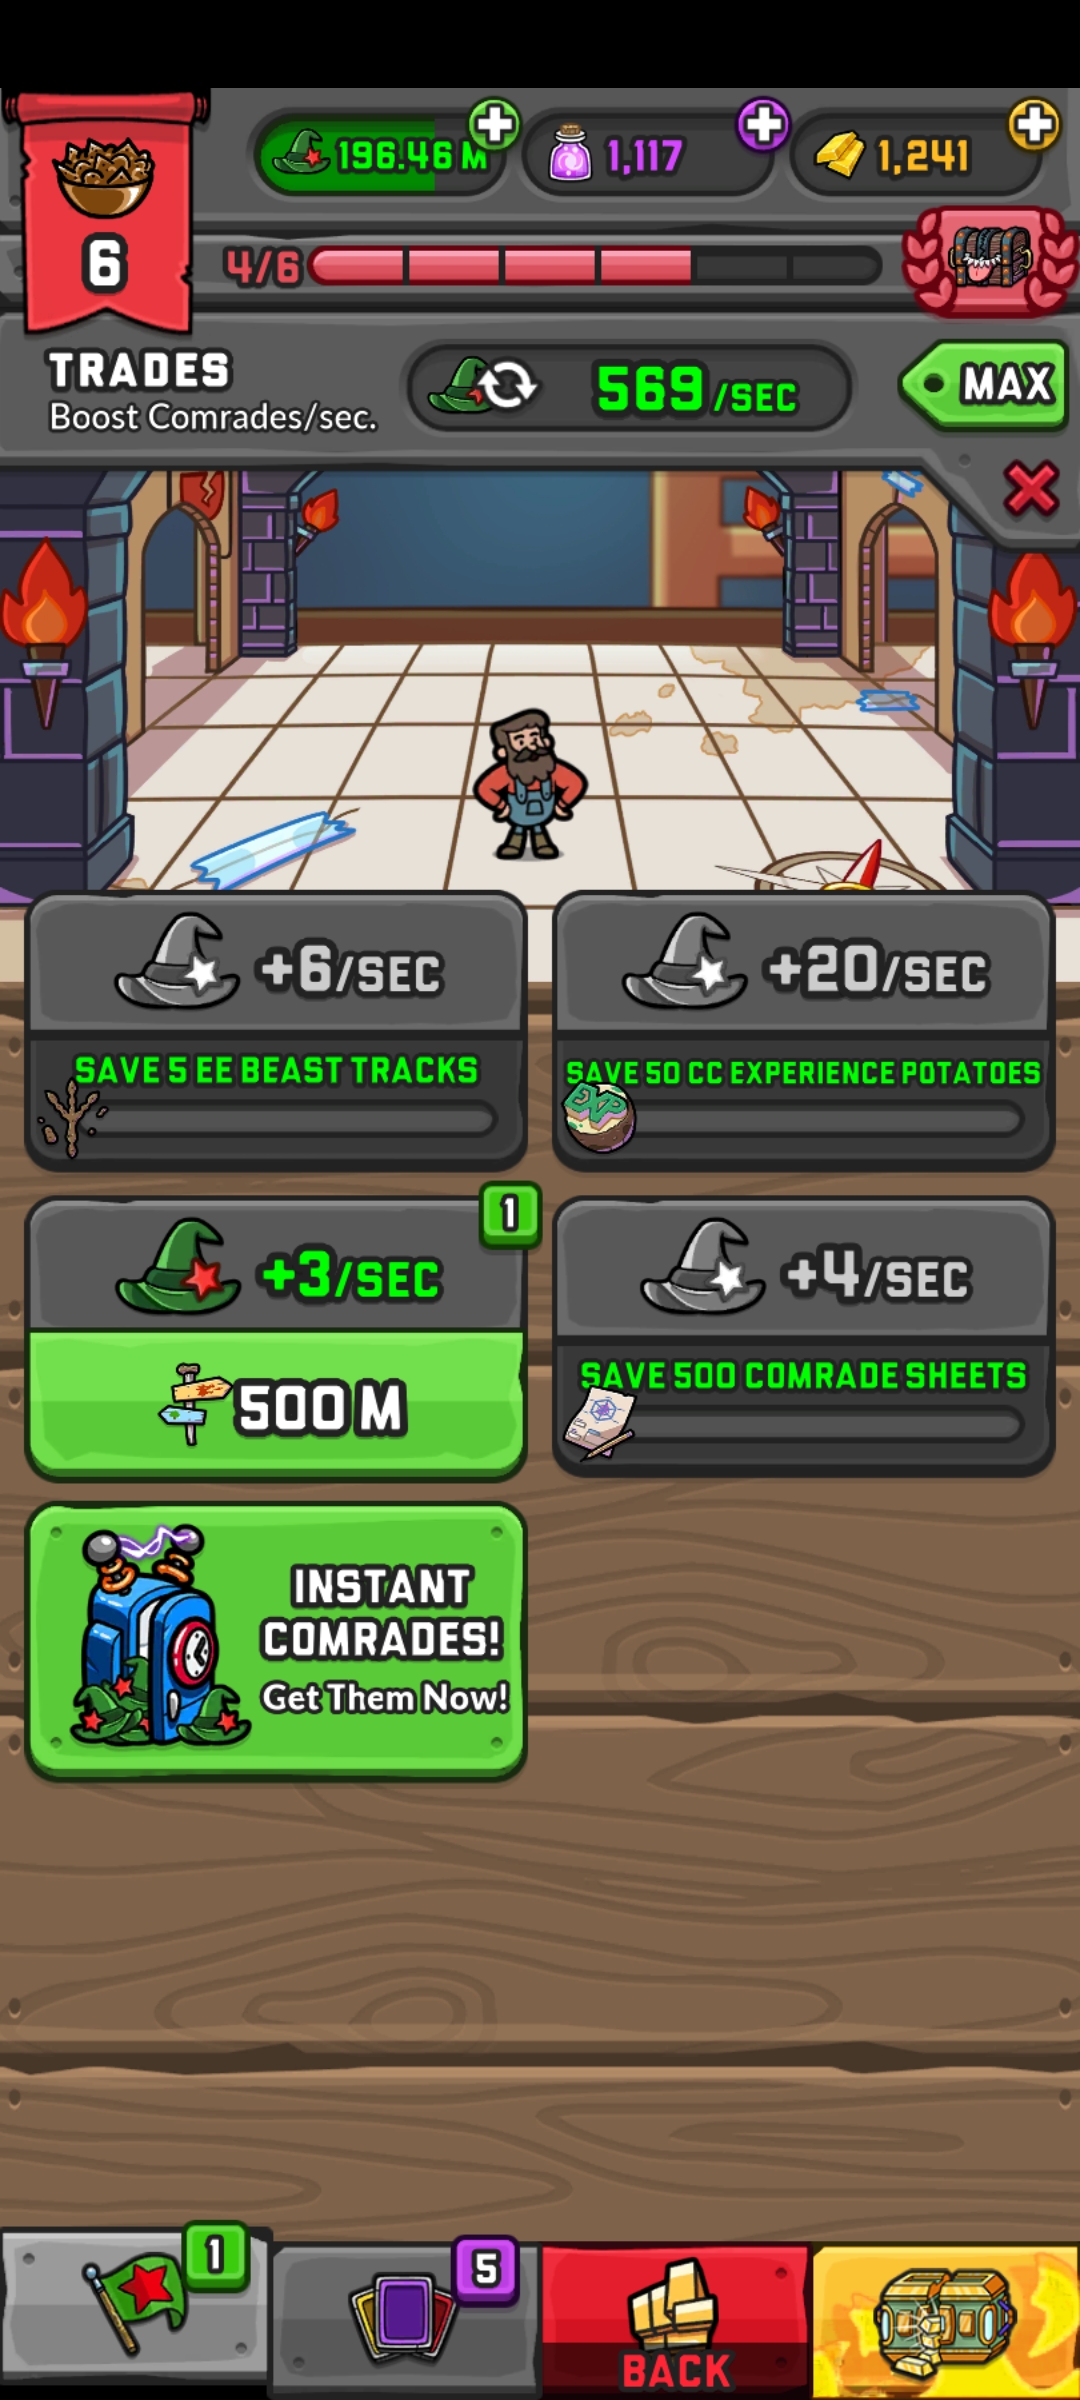 196.46 M
1,117
1,241
6
4/6
TRADES
Boost Comrades/sec.
569/SEC
MAX
+6/SEC
+20/SEC
SAVE 5 EE BEAST TRACKS
SAVE 50 CC EXPERIENCE POTATOES
EXP
1
+3/SEC
+4/SEC
500 M
SAVE 500 COMRADE SHEETS
INSTANT
COMRADES!
Get Them Now!
1
5
BACK